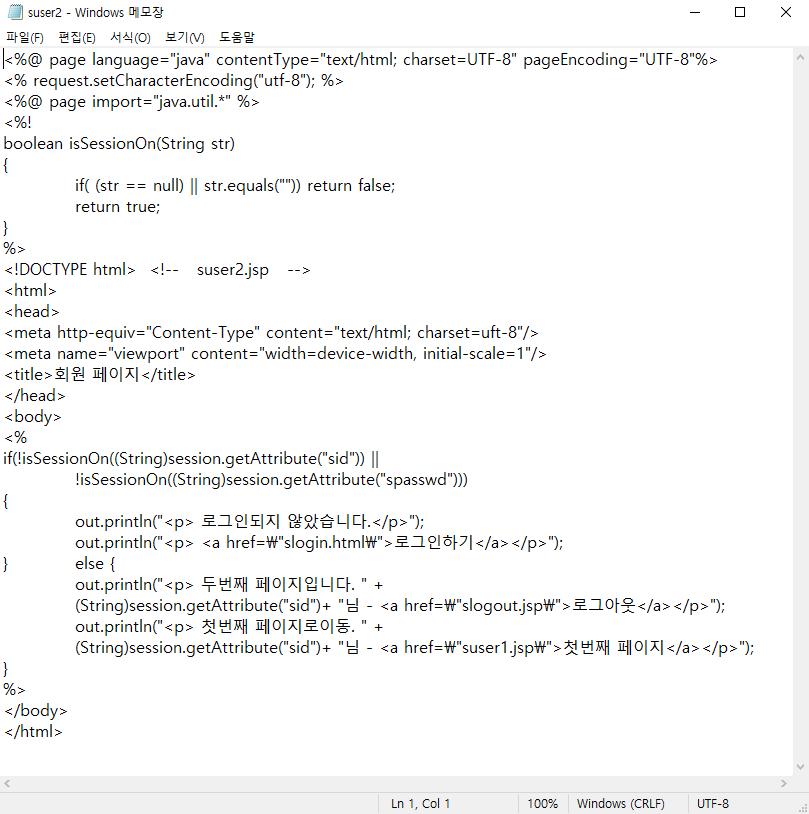 suser2 - Windows 메모장
파일(F) 편집(E) 서식(O) 보기(V) 도움말
<%@ page language="java" contentType="text/html; charset=UTF-8" pageEncoding="UTF-8"%>
<% request.setCharacterEncoding("utf-8"); %>
<%@ page import="java.util.*" %>
<%!
boolean isSessionOn(String str)
{
	if( (str == null) || str.equals("")) return false;
	return true;
}
%>
<!DOCTYPE html>   <!--    suser2.jsp    -->
<html>
<head>
<meta http-equiv="Content-Type" content="text/html; charset=uft-8"/>
<meta name="viewport" content="width=device-width, initial-scale=1"/>
<title>회원 페이지</title>
</head>
<body>
<%
if(!isSessionOn((String)session.getAttribute("sid")) ||
	!isSessionOn((String)session.getAttribute("spasswd")))
{
	out.println("<p> 로그인되지 않았습니다.</p>");
	out.println("<p> <a href=₩"slogin.html₩">로그인하기</a></p>");
}	else {
	out.println("<p> 두번째 페이지입니다. " +
	(String)session.getAttribute("sid")+ "님 - <a href=₩"slogout.jsp₩">로그아웃</a></p>");
	out.println("<p> 첫번째 페이지로이동. " +
	(String)session.getAttribute("sid")+ "님 - <a href=₩"suser1.jsp₩">첫번째 페이지</a></p>");
}
%>
</body>
</html>
Ln 1, Col 1 100% Windows (CRLF) UTF-8